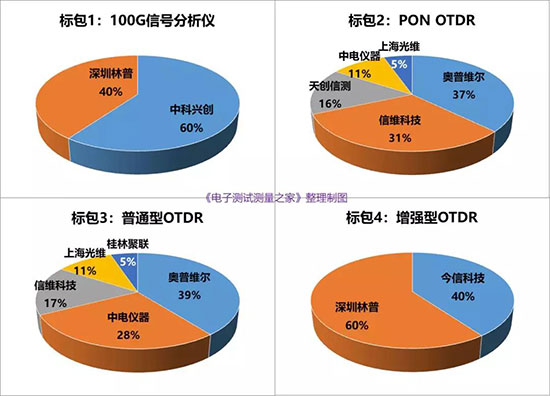 标包1：100G信号分析仪
深圳林普
40%
中科兴创
60%
标包2：PON OTDR
上海光维
5%
中电仪器
11%
天创信测
16%
奥普维尔
37%
信维科技
31%
《电子测试测量之家》整理制图
标包3：普通型OTDR
桂林聚联
5%
上海光维
11%
信维科技
17%
奥普维尔
39%
中电仪器
28%
标包4：增强型OTDR
今信科技
40%
深圳林普
60%